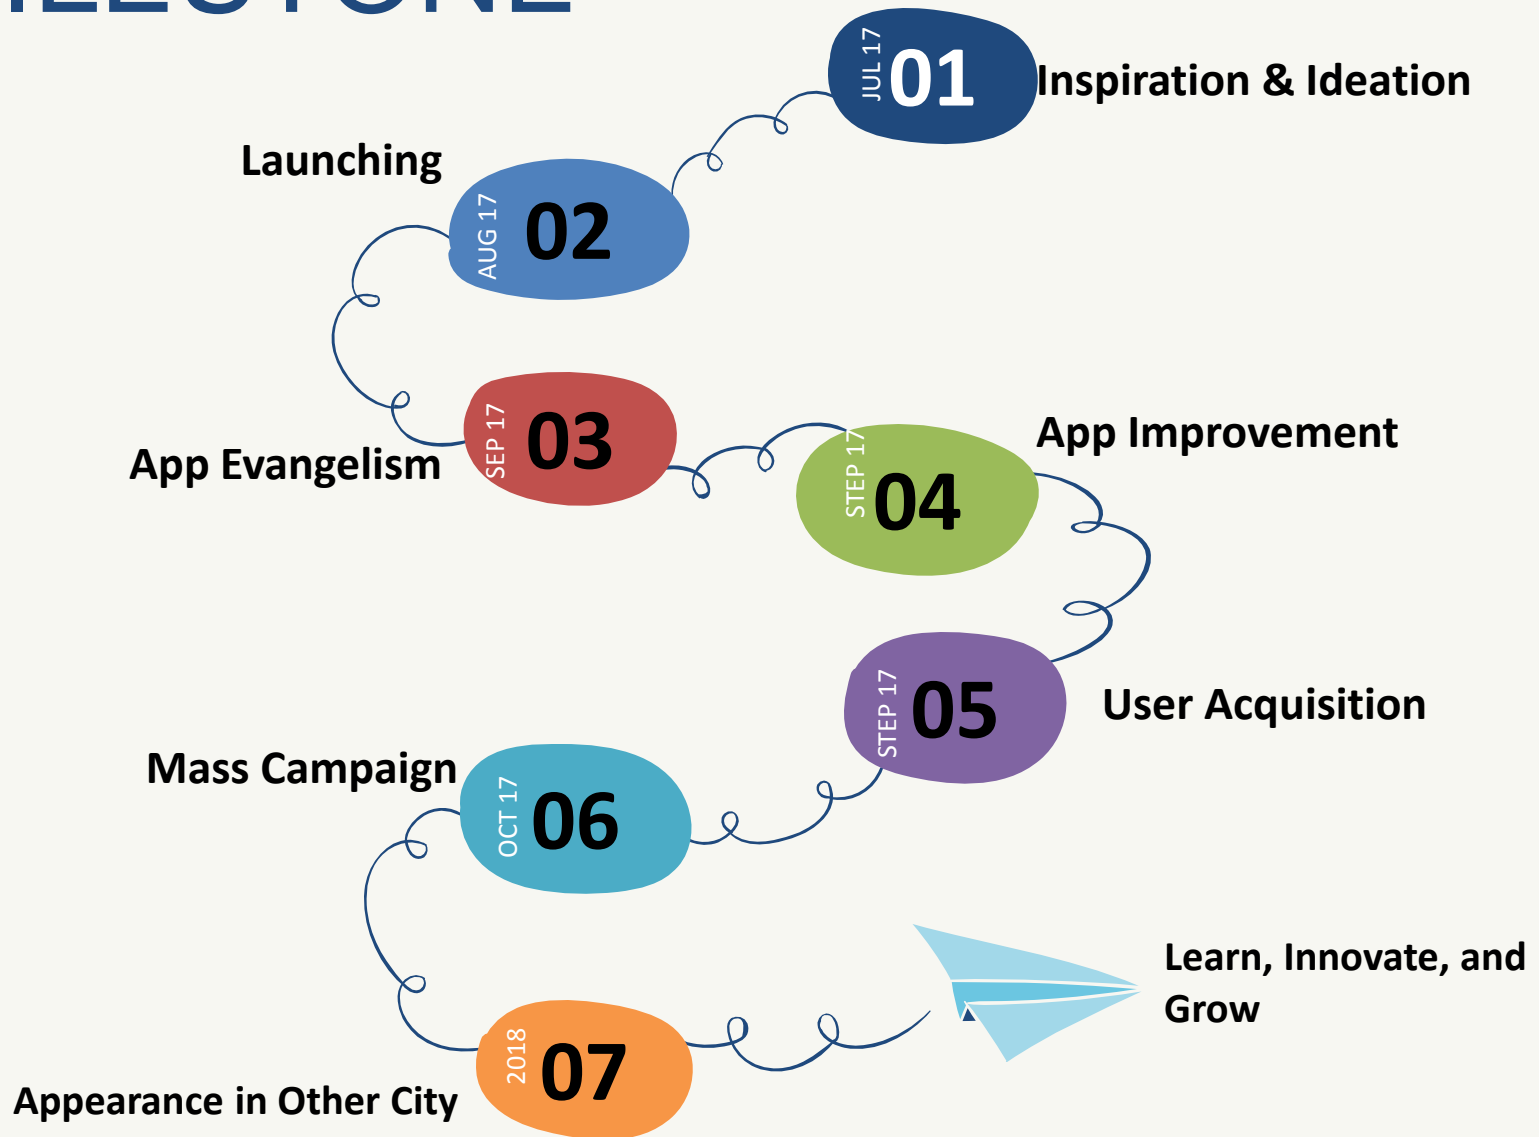 ILESTONE
JUL 17
01
Inspiration & Ideation
Launching
AUG 17
02
SEP 17
03
App Evangelism
STEP 17
04
App Improvement
STEP 17
05
User Acquisition
Mass Campaign
OCT 17
06
Learn, Innovate, and
Grow
2018
07
Appearance in Other City